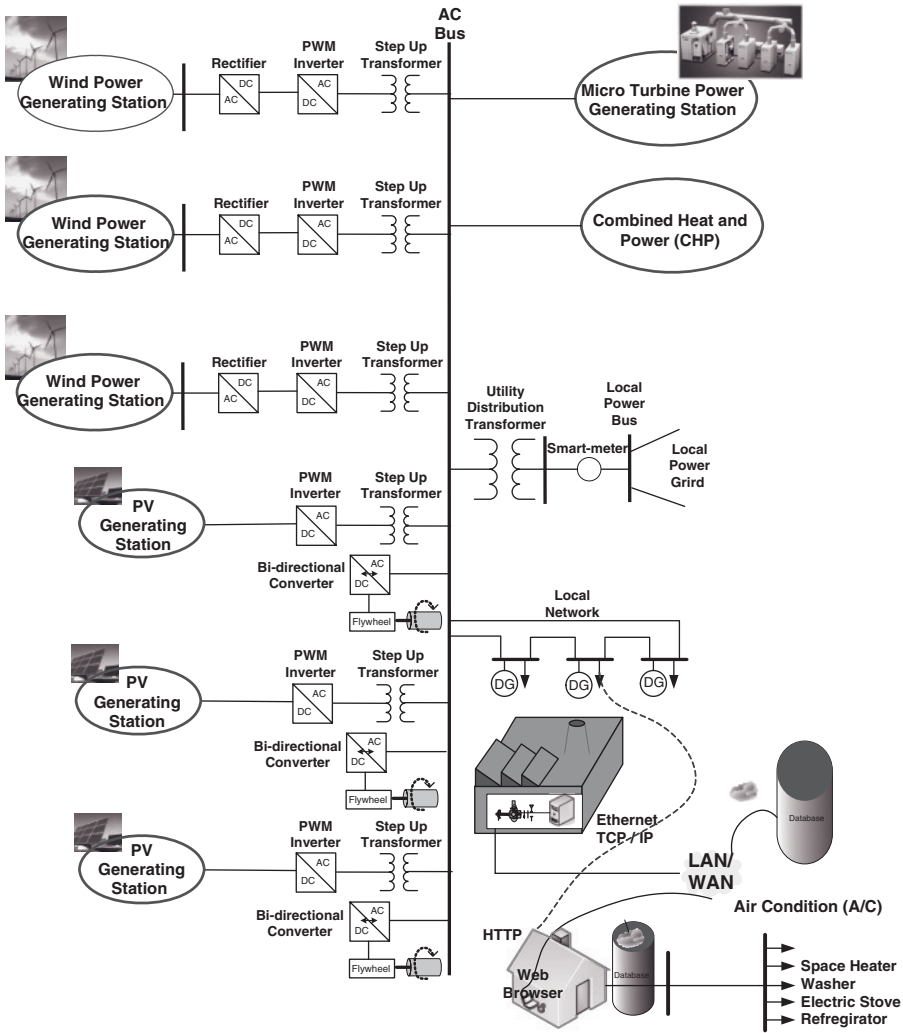 AC
Bus
Wind Power
Generating Station
Rectifier
DC
AC
PWM
Inverter
AC
DC
Step Up
Transformer
Micro Turbine Power
Generating Station
Wind Power
Generating Station
Rectifier
DC
AC
PWM
Inverter
AC
DC
Step Up
Transformer
Combined Heat and
Power (CHP)
Wind Power
Generating Station
Rectifier
DC
AC
PWM
Inverter
AC
DC
Step Up
Transformer
Utility
Distribution
Transformer
Smart-meter
Local
Power
Bus
Local
Power
Grird
PV
Generating
Station
PWM
Inverter
AC
DC
Step Up
Transformer
Bi-directional
Converter
AC
DC
Flywheel
Local
Network
DG
DG
DG
PV
Generating
Station
PWM
Inverter
AC
DC
Step Up
Transformer
Bi-directional
Converter
AC
DC
Flywheel
Ethernet
TCP / IP
Database
LAN/
WAN
PV
Generating
Station
PWM
Inverter
AC
DC
Step Up
Transformer
Bi-directional
Converter
AC
DC
Flywheel
HTTP
Web
Browser
Database
Air Condition (A/C)
Space Heater
Washer
Electric Stove
Refregirator